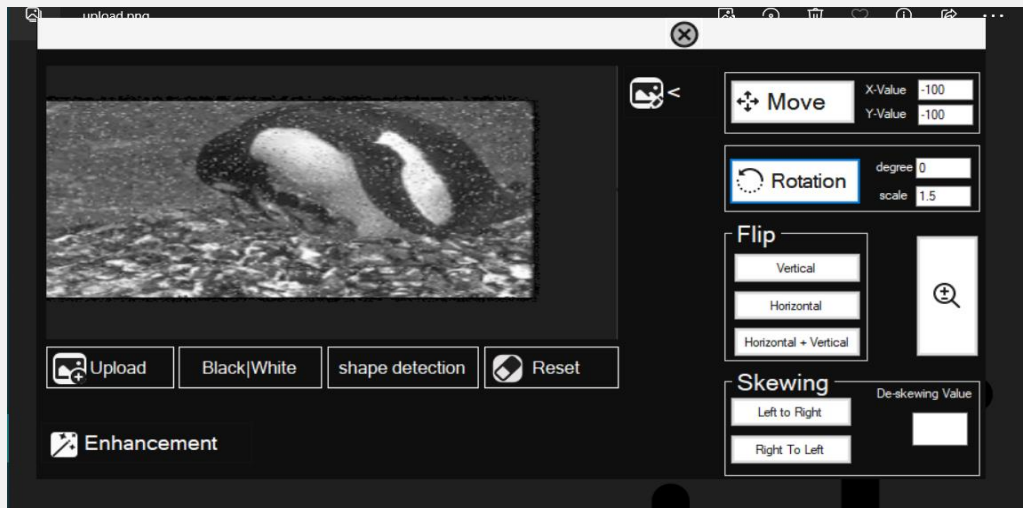 upload.png
<
Move
X-Value -100
Y-Value -100
Rotation
degree 0
scale 1.5
Flip
Vertical
Horizontal
Horizontal + Vertical
Upload
Black|White
shape detection
Reset
Skewing
De-skewing Value
Left to Right
Right To Left
Enhancement